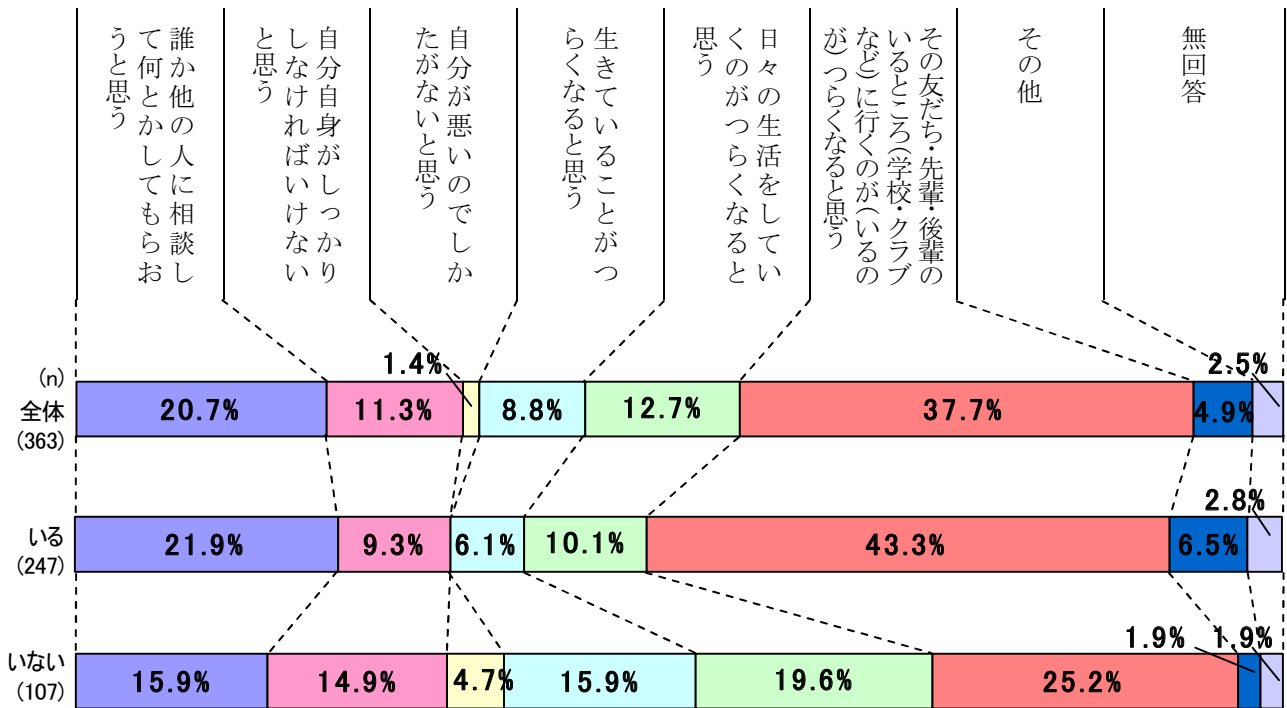 誰か他の人に相談し
て何とかしてもらお
うと思う
自分自身がしっかり
しなければいけない
と思う
自分が悪いのでしか
たがないと思う
生きていることがつ
らくなると思う
日々の生活をしてい
くのがつらくなると
思う
その友だち・先輩・後輩の
いるところ(学校・クラブ
など)に行くのが(いるの
が)つらくなると思う
その他
無回答
(n)
全体
(363)
20.7%
11.3%
1.4%
8.8%
12.7%
37.7%
4.9%
2.5%
いる
(247)
21.9%
9.3%
6.1%
10.1%
43.3%
6.5%
2.8%
いない
(107)
15.9%
14.9%
4.7%
15.9%
19.6%
25.2%
1.9%
1.9%